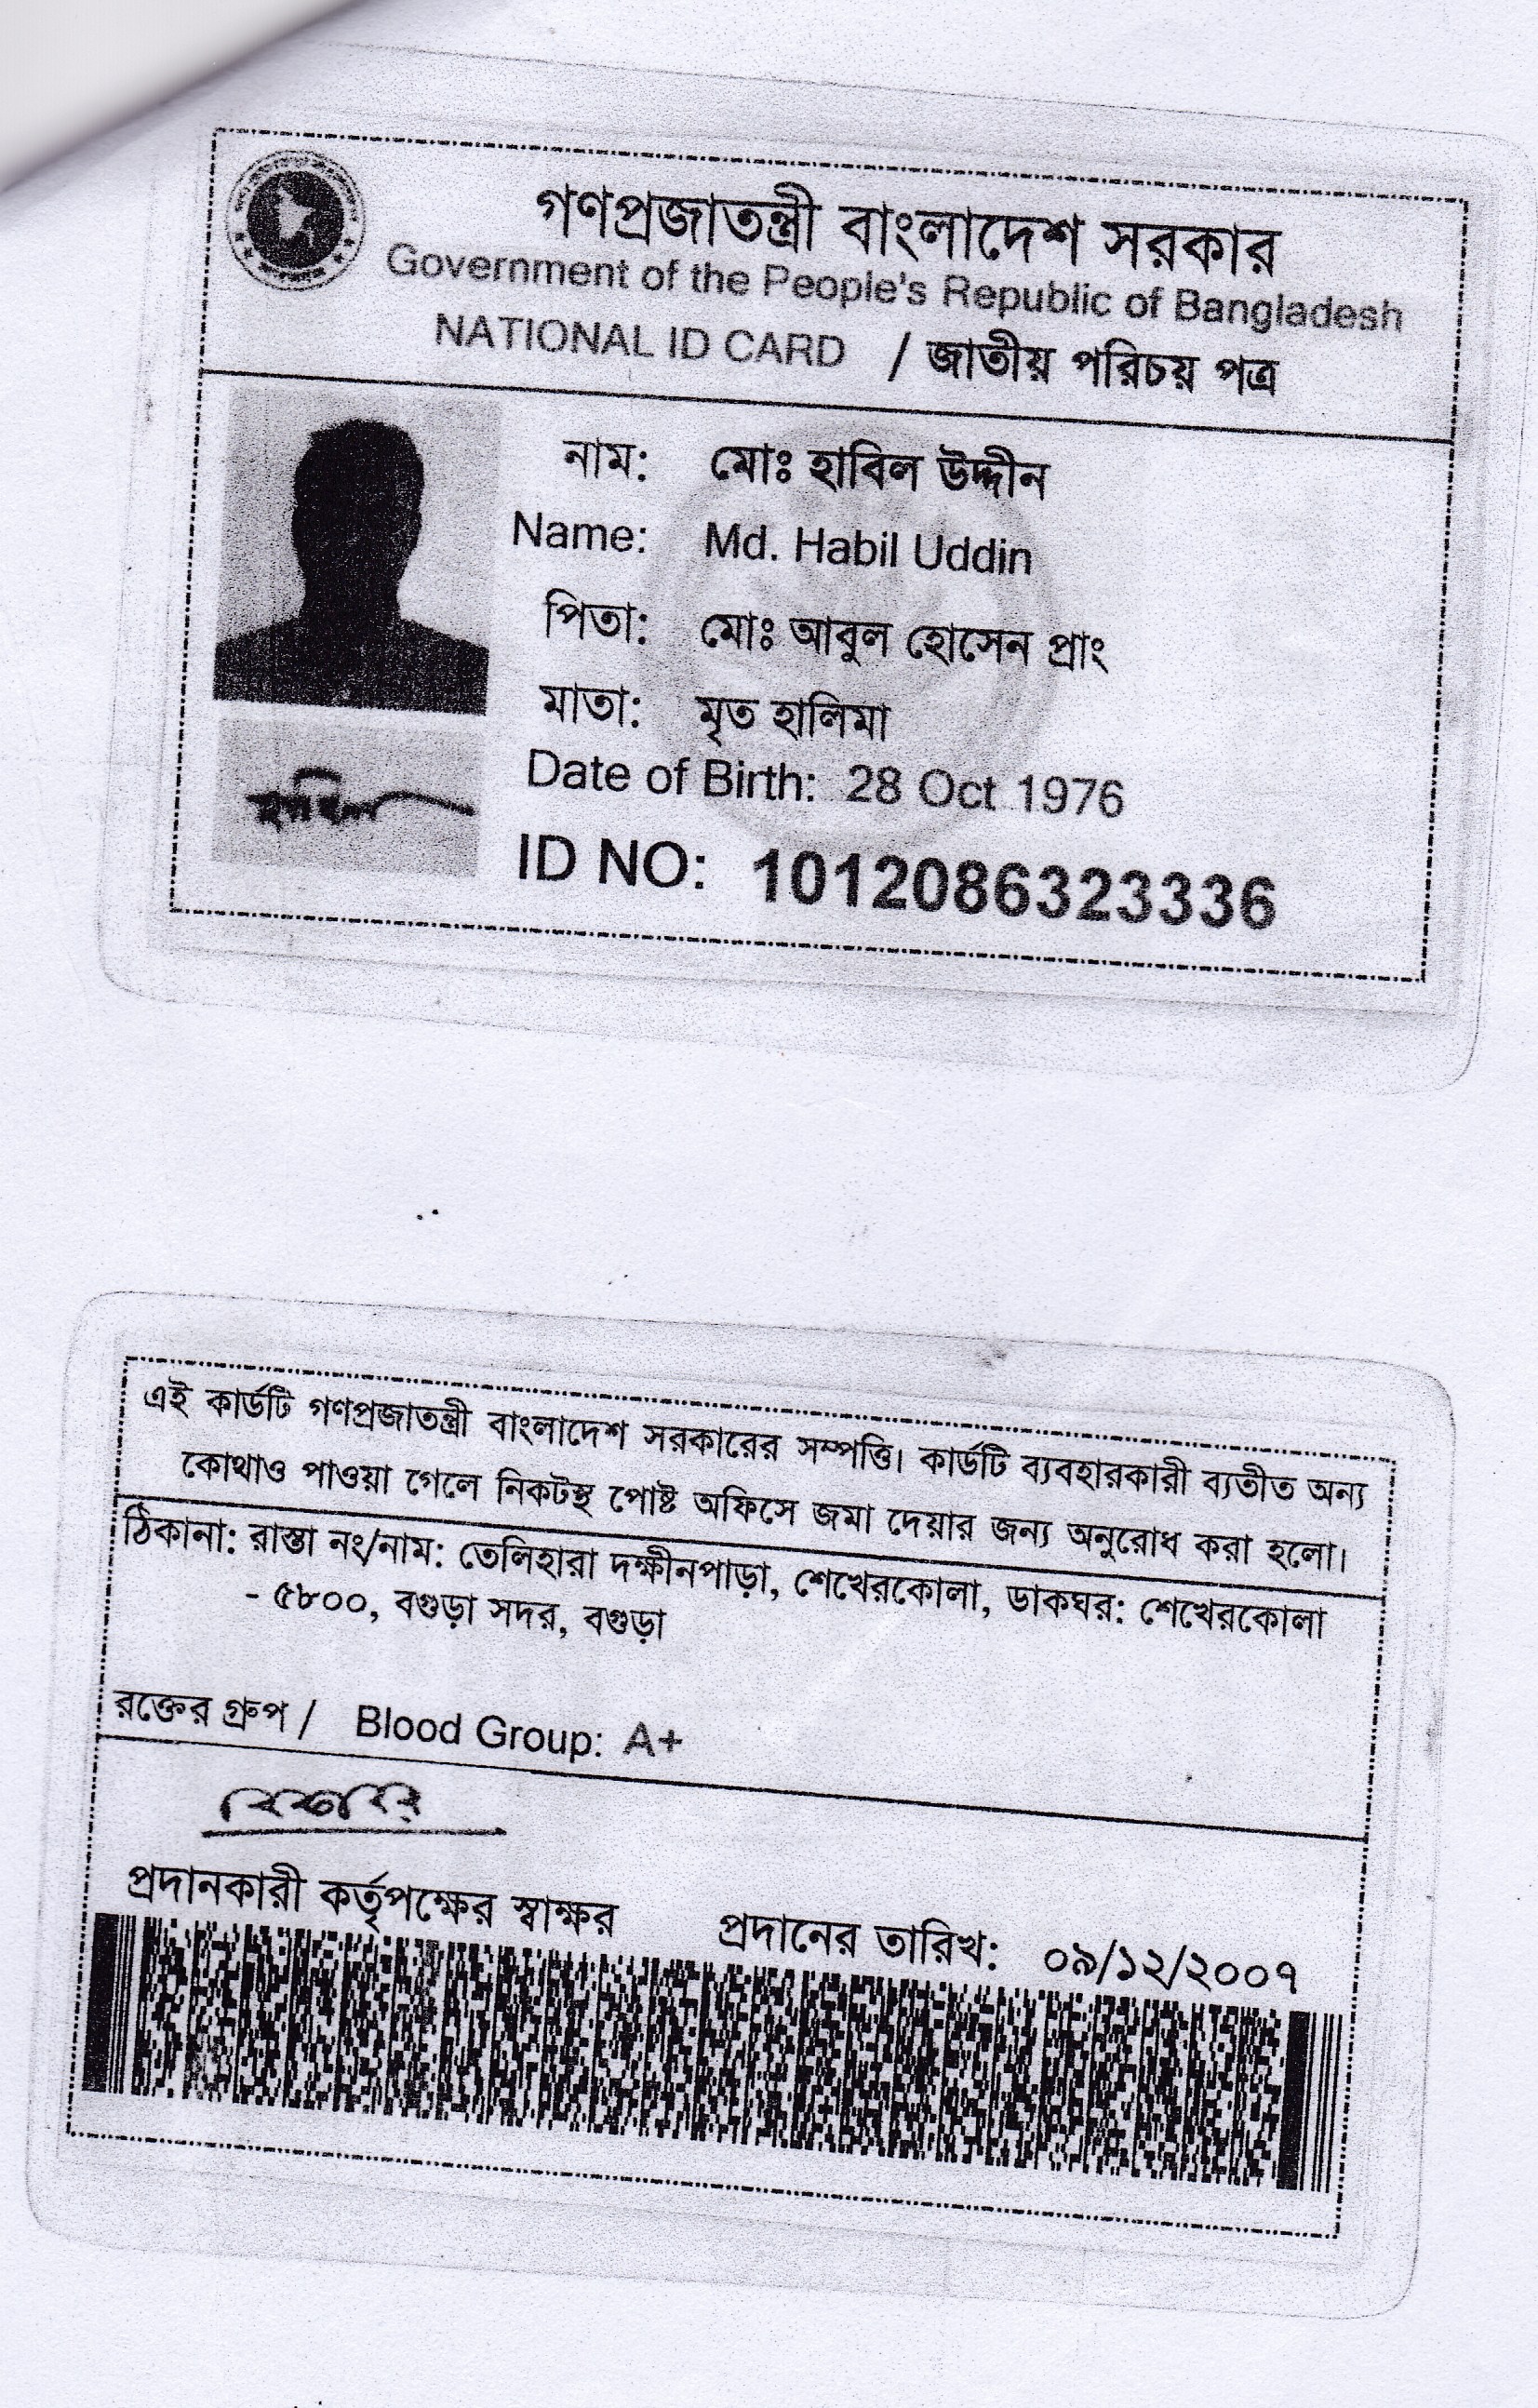 গণপ্রজাতন্ত্রী বাংলাদেশ সরকার
Government of the People's Republic of Bangladesh
NATIONAL ID CARD / জাতীয় পরিচয় পত্র
নাম: মোঃ হাবিল উদ্দীন
Name: Md. Habil Uddin
পিতা: মোঃ আবুল হোসেন প্রাং
মাতা: মৃত হালিমা
Date of Birth: 28 Oct 1976
হাবিল
ID NO: 1012086323336
এই কার্ডটি গণপ্রজাতন্ত্রী বাংলাদেশ সরকারের সম্পত্তি। কার্ডটি ব্যবহারকারী ব্যতীত অন্য
কোথাও পাওয়া গেলে নিকটস্থ পোষ্ট অফিসে জমা দেয়ার জন্য অনুরোধ করা হলো।
ঠিকানা: রাস্তা নং/নাম: তেলিহারা দক্ষীনপাড়া, শেখেরকোলা, ডাকঘর: শেখেরকোলা
- ৫৮০০, বগুড়া সদর, বগুড়া
রক্তের গ্রুপ / Blood Group: A+
প্রদানকারী কর্তৃপক্ষের স্বাক্ষর প্রদানের তারিখ: ০৯/১২/২০০৭